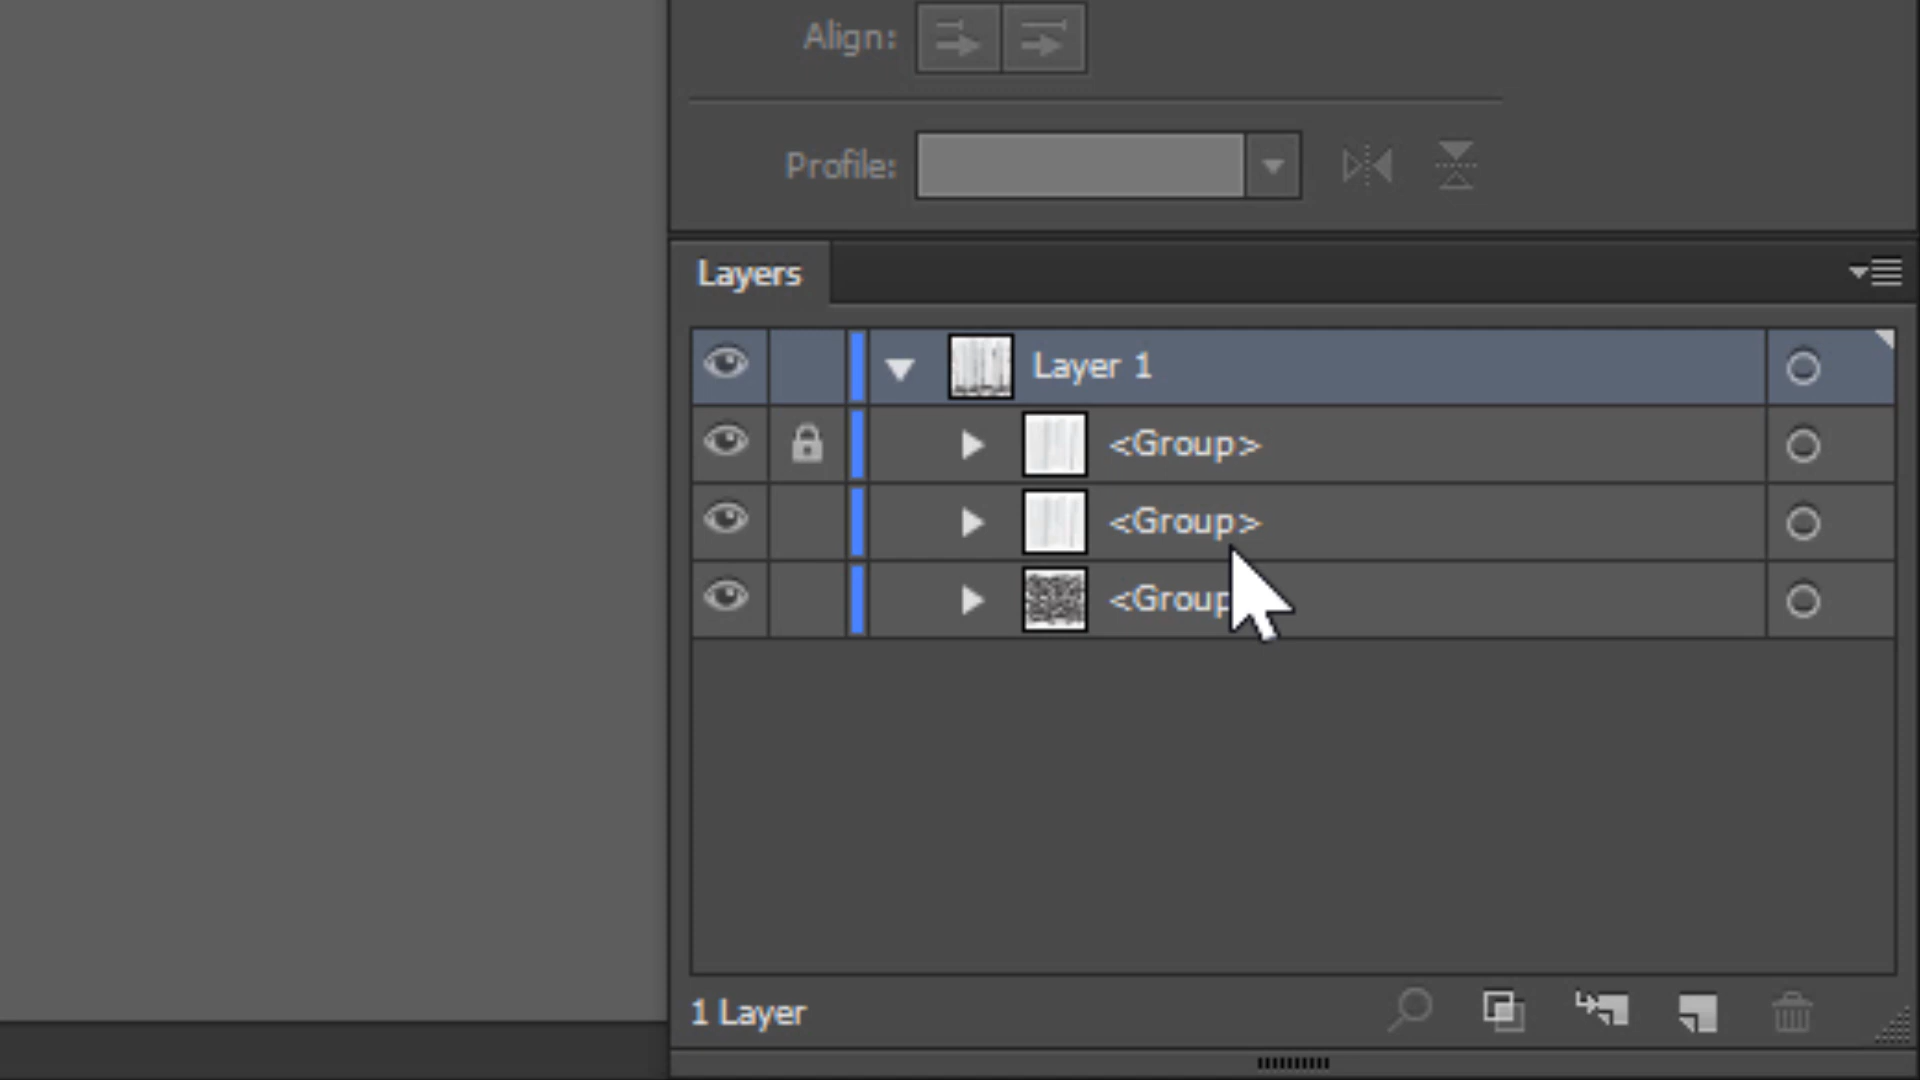 Align:
Profile:
Layers
Layer 1
<Group>
<Group>
<Group
1 Layer